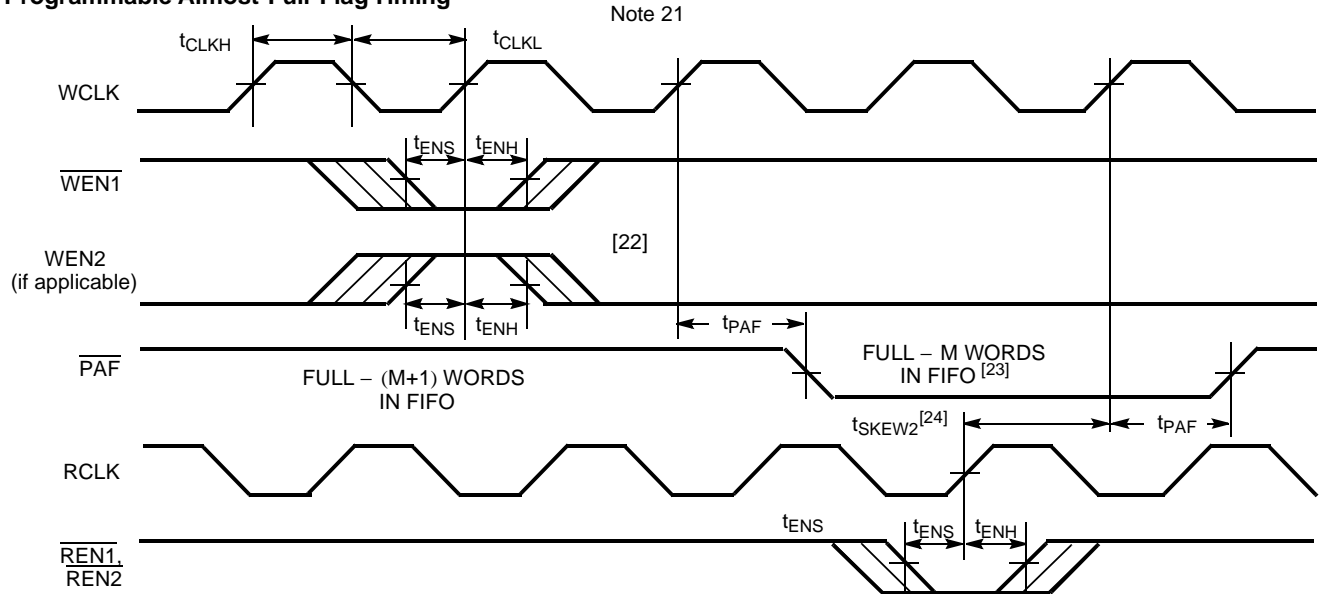 Programmable Almost Full Flag Timing
Note 21
tCLKH
tCLKL
WCLK
tENS
tENH
WEN1
WEN2
(if applicable)
[22]
tENS
tENH
tPAF
PAF
FULL − (M+1) WORDS
IN FIFO
FULL − M WORDS
IN FIFO [23]
tSKEW2[24]
tPAF
RCLK
tENS
tENS
tENH
REN1,
REN2